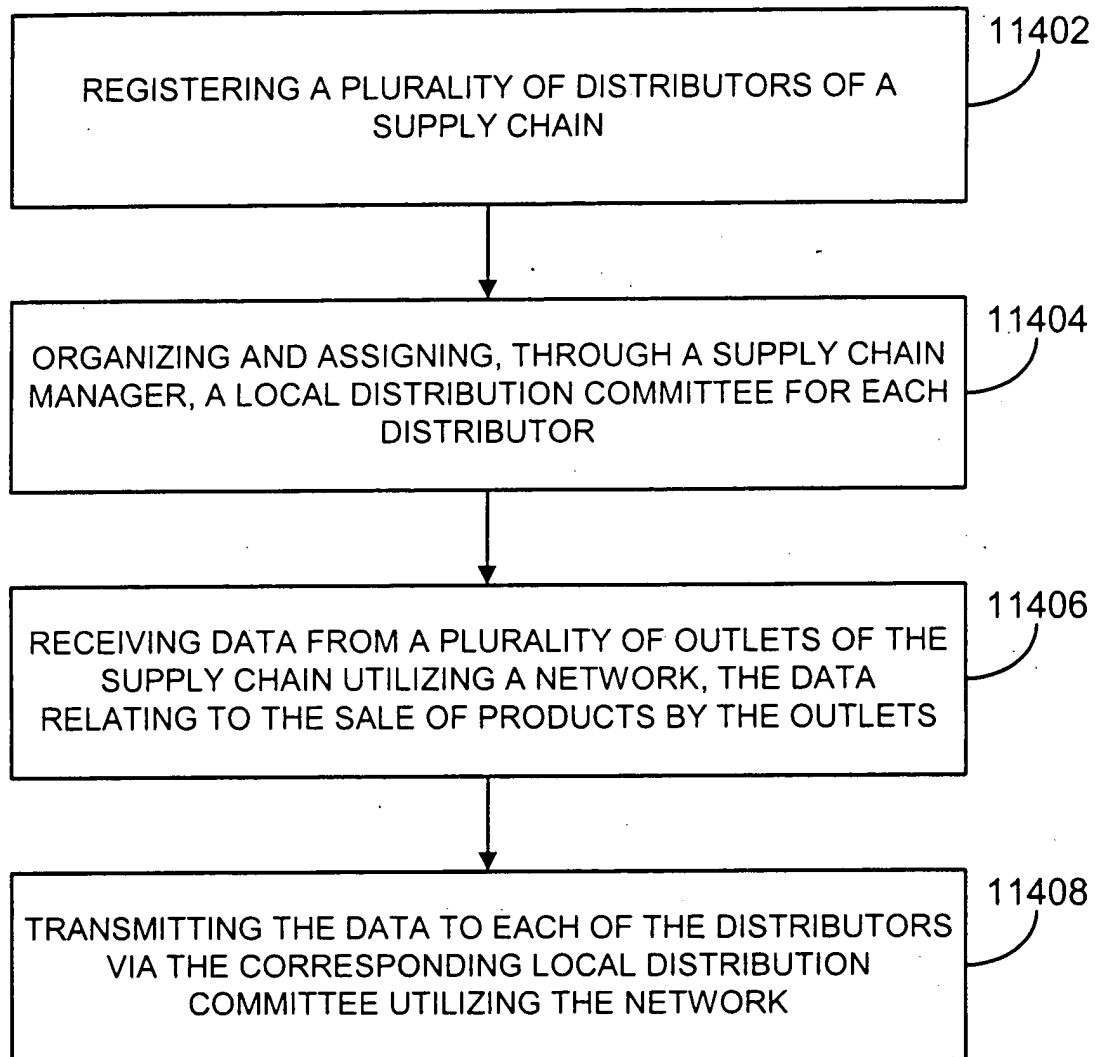 11402
REGISTERING A PLURALITY OF DISTRIBUTORS OF A
SUPPLY CHAIN
11404
ORGANIZING AND ASSIGNING, THROUGH A SUPPLY CHAIN
MANAGER, A LOCAL DISTRIBUTION COMMITTEE FOR EACH
DISTRIBUTOR
11406
RECEIVING DATA FROM A PLURALITY OF OUTLETS OF THE
SUPPLY CHAIN UTILIZING A NETWORK, THE DATA
RELATING TO THE SALE OF PRODUCTS BY THE OUTLETS
11408
TRANSMITTING THE DATA TO EACH OF THE DISTRIBUTORS
VIA THE CORRESPONDING LOCAL DISTRIBUTION
COMMITTEE UTILIZING THE NETWORK